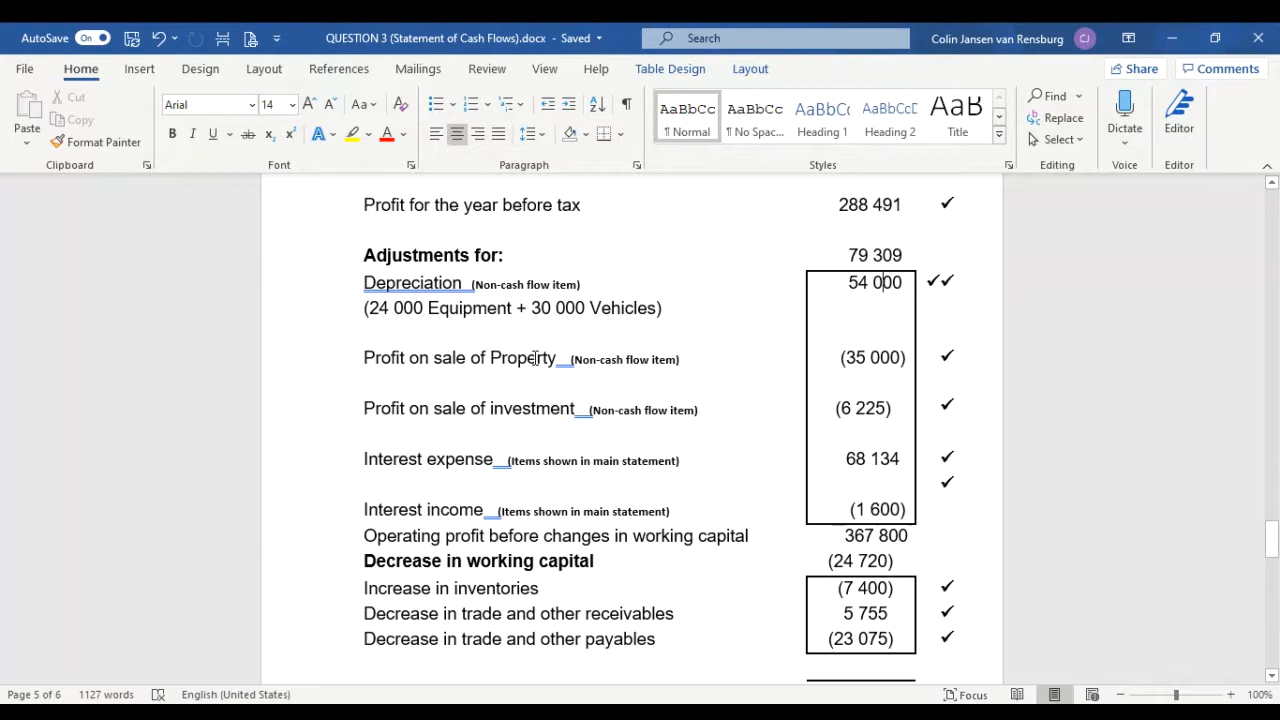 AutoSave On QUESTION 3 (Statement of Cash Flows).docx - Saved Search Colin Jansen van Rensburg CJ
File Home Insert Design Layout References Mailings Review View Help Table Design Layout Share Comments
Paste Cut Copy Format Painter
Arial 14
AaBbCc AaBbCc AaBbCc AaBbCcD AaB
¶ Normal ¶ No Spac... Heading 1 Heading 2 Title
Find Replace Select
Dictate Editor
Clipboard Font Paragraph Styles Editing Voice Editor
Profit for the year before tax 288 491 ✓
Adjustments for: 79 309
Depreciation (Non-cash flow item) 54 000 ✓✓
(24 000 Equipment + 30 000 Vehicles)
Profit on sale of Property (Non-cash flow item) (35 000) ✓
Profit on sale of investment (Non-cash flow item) (6 225) ✓
Interest expense (Items shown in main statement) 68 134 ✓
✓
Interest income (Items shown in main statement) (1 600)
Operating profit before changes in working capital 367 800
Decrease in working capital (24 720)
Increase in inventories (7 400) ✓
Decrease in trade and other receivables 5 755 ✓
Decrease in trade and other payables (23 075) ✓
Page 5 of 6 1127 words English (United States) Focus 100%